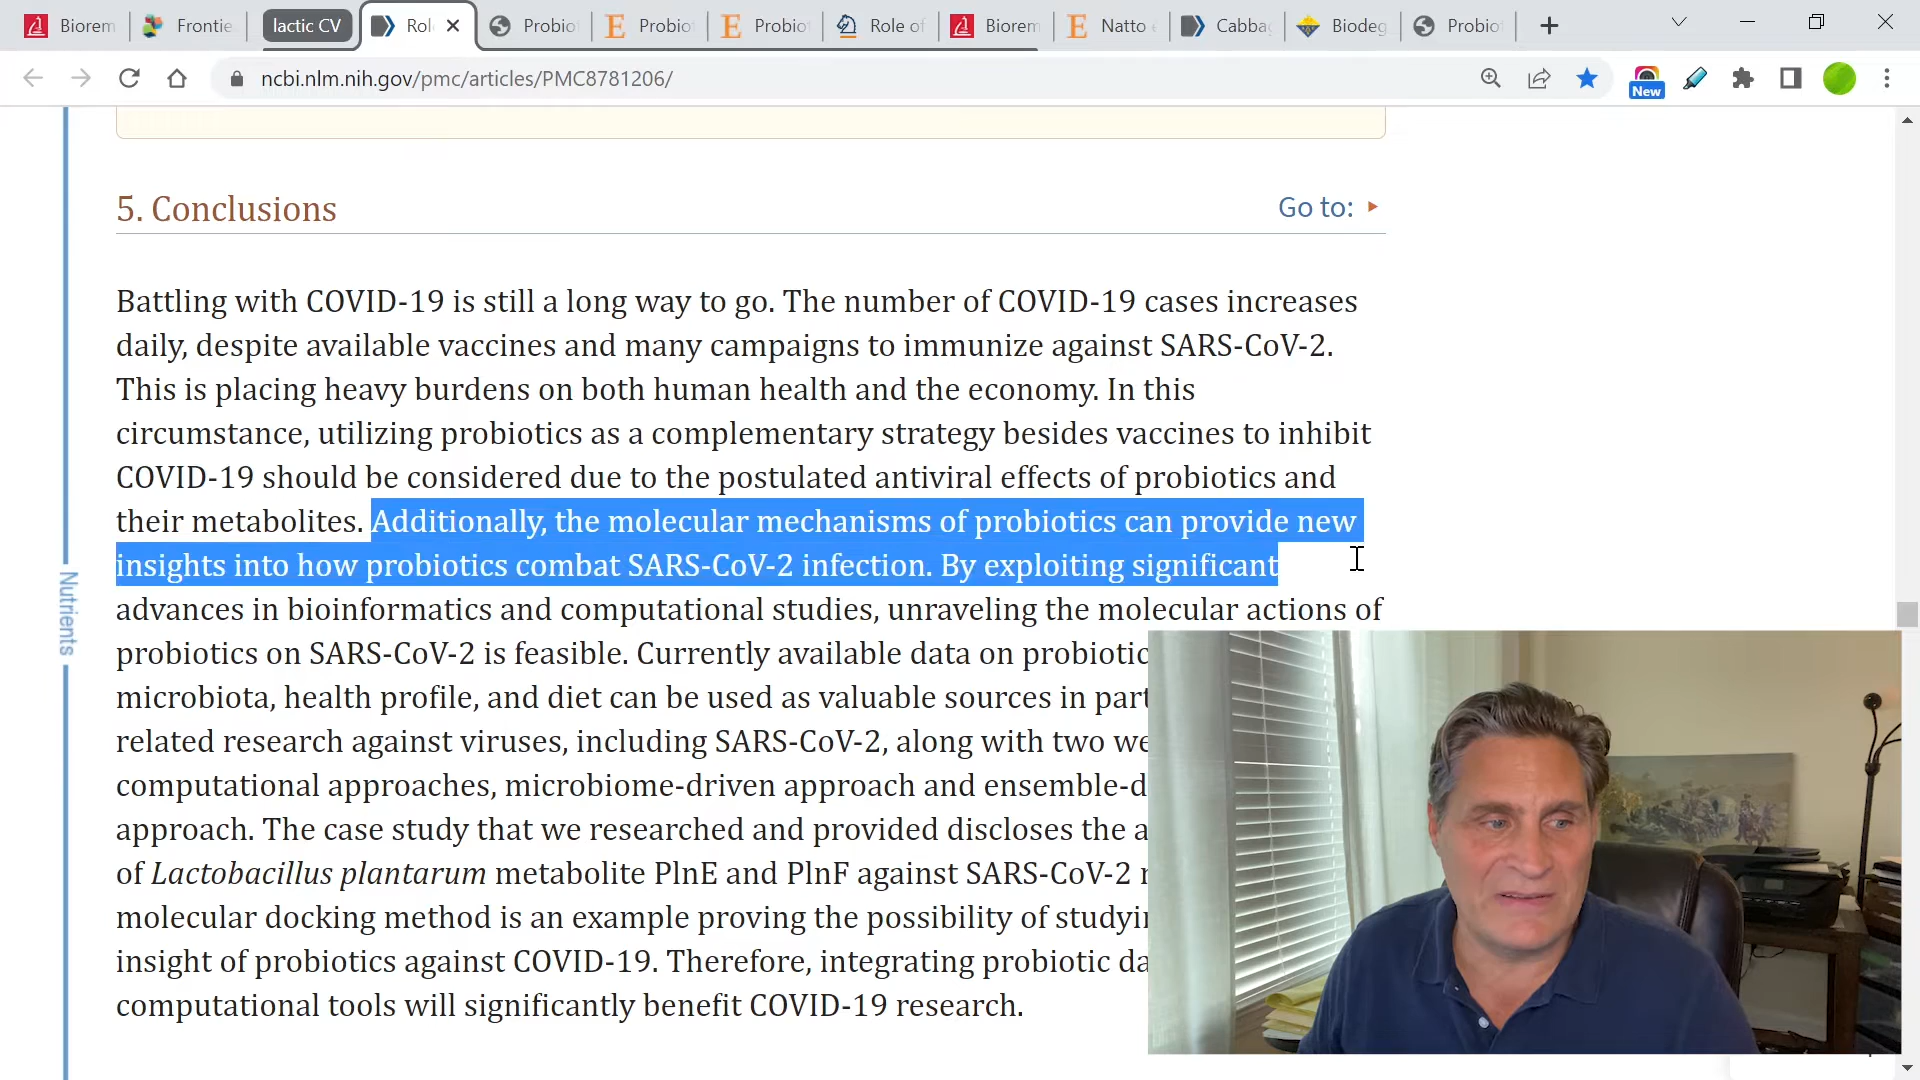 Biorem
Frontie
lactic CV
Rol
Probio
Probio
Probio
Role of
Biorem
Natto
Cabba
Biodeg
Probio
ncbi.nlm.nih.gov/pmc/articles/PMC8781206/
New
5. Conclusions
Go to:
Battling with COVID-19 is still a long way to go. The number of COVID-19 cases increases
daily, despite available vaccines and many campaigns to immunize against SARS-CoV-2.
This is placing heavy burdens on both human health and the economy. In this
circumstance, utilizing probiotics as a complementary strategy besides vaccines to inhibit
COVID-19 should be considered due to the postulated antiviral effects of probiotics and
their metabolites. Additionally, the molecular mechanisms of probiotics can provide new
insights into how probiotics combat SARS-CoV-2 infection. By exploiting significant
advances in bioinformatics and computational studies, unraveling the molecular actions of
probiotics on SARS-CoV-2 is feasible. Currently available data on probiotic
microbiota, health profile, and diet can be used as valuable sources in part
related research against viruses, including SARS-CoV-2, along with two we
computational approaches, microbiome-driven approach and ensemble-d
approach. The case study that we researched and provided discloses the a
of Lactobacillus plantarum metabolite PlnE and PlnF against SARS-CoV-2
molecular docking method is an example proving the possibility of studyi
insight of probiotics against COVID-19. Therefore, integrating probiotic da
computational tools will significantly benefit COVID-19 research.
Nutrients